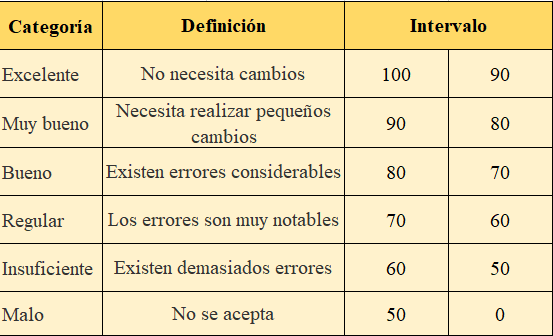 Categoría Definición Intervalo
Excelente No necesita cambios 100 90
Muy bueno Necesita realizar pequeños
cambios 90 80
Bueno Existen errores considerables 80 70
Regular Los errores son muy notables 70 60
Insuficiente Existen demasiados errores 60 50
Malo No se acepta 50 0